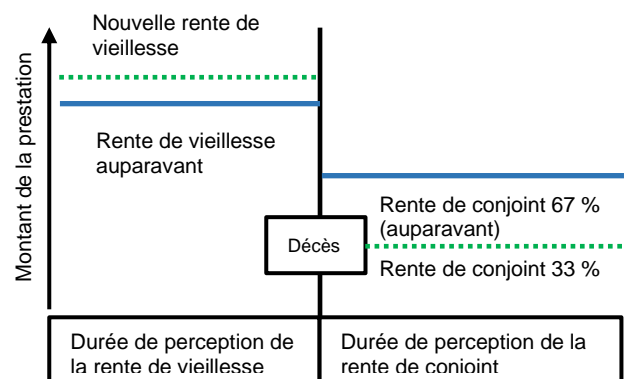 Nouvelle rente de
vieillesse
Montant de la prestation
Rente de vieillesse
auparavant
Rente de conjoint 67 %
(auparavant)
Décès
Rente de conjoint 33 %
Durée de perception de
la rente de vieillesse
Durée de perception de la
rente de conjoint